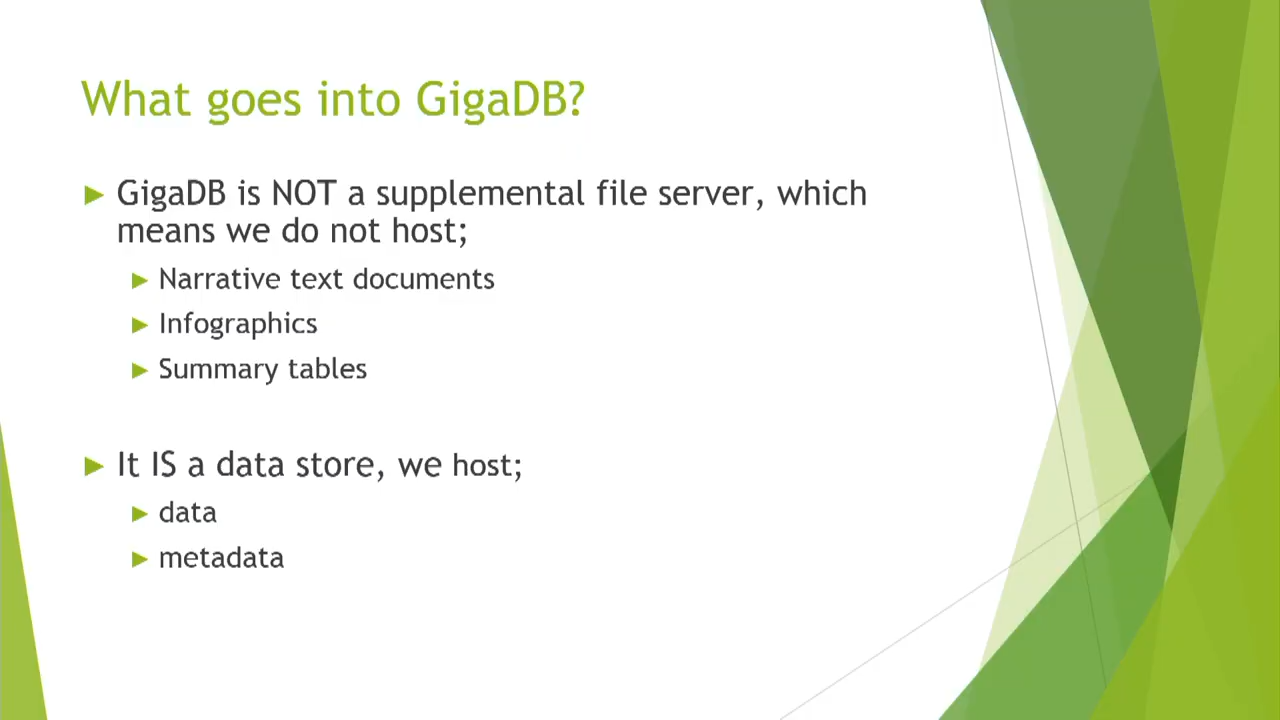 What goes into GigaDB?
GigaDB is NOT a supplemental file server, which
means we do not host;
Narrative text documents
Infographics
Summary tables
It IS a data store, we host;
data
metadata